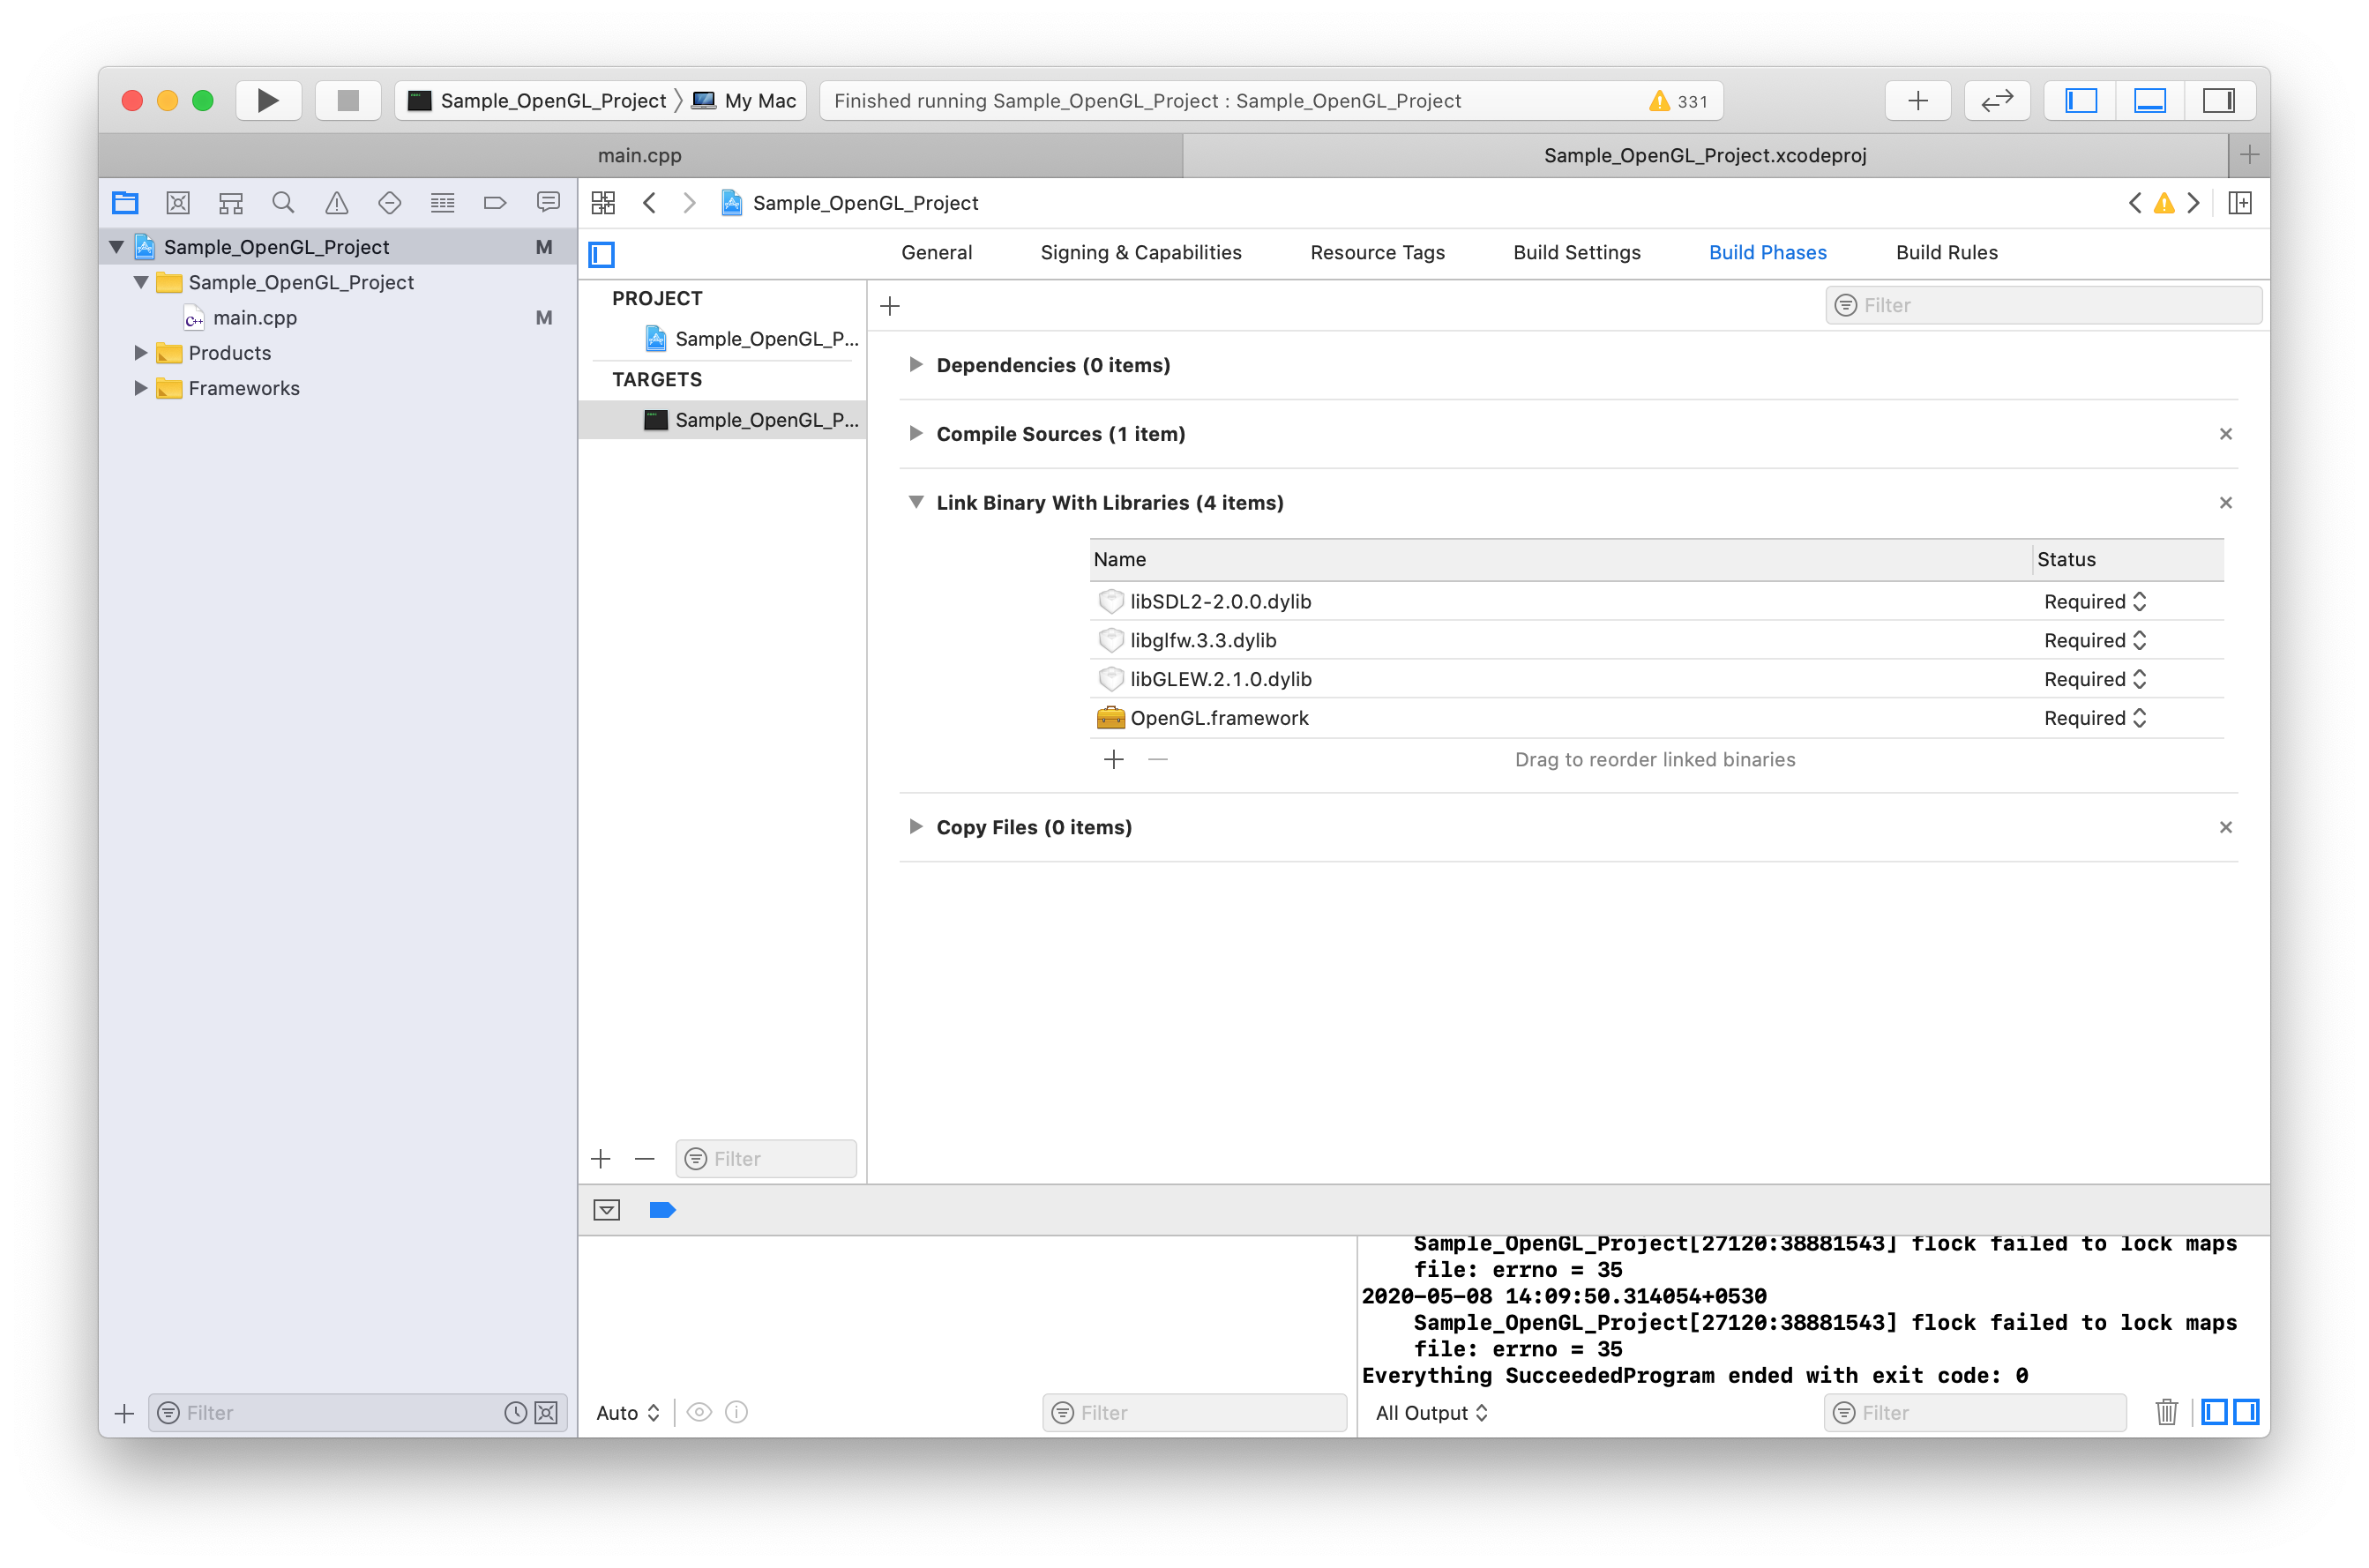 Sample_OpenGL_Project 〉 My Mac
Finished running Sample_OpenGL_Project : Sample_OpenGL_Project
331
main.cpp
Sample_OpenGL_Project.xcodeproj
Sample_OpenGL_Project M
Sample_OpenGL_Project
C++ main.cpp M
Products
Frameworks
Filter
Sample_OpenGL_Project
General Signing & Capabilities Resource Tags Build Settings Build Phases Build Rules
PROJECT
Sample_OpenGL_P...
TARGETS
Sample_OpenGL_P...
Filter
Filter
Dependencies (0 items)
Compile Sources (1 item)
Link Binary With Libraries (4 items)
Name Status
libSDL2-2.0.0.dylib Required
libglfw.3.3.dylib Required
libGLEW.2.1.0.dylib Required
OpenGL.framework Required
Drag to reorder linked binaries
Copy Files (0 items)
Auto
Filter
Sample_OpenGL_Project[27120:38881543] flock failed to lock maps
file: errno = 35
2020-05-08 14:09:50.314054+0530
Sample_OpenGL_Project[27120:38881543] flock failed to lock maps
file: errno = 35
Everything SucceededProgram ended with exit code: 0
All Output
Filter